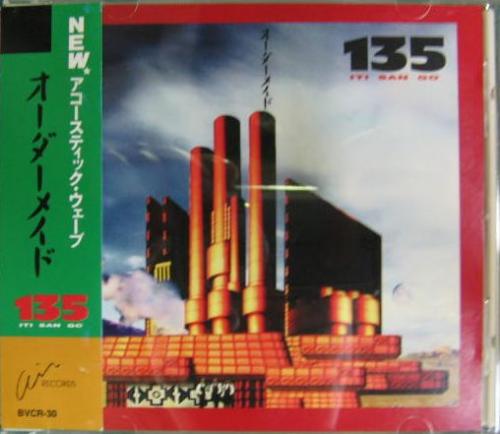 NEW
アコースティック・ウェーブ
オーダーメイド
135
ITI SAN GO
air RECORDS
BVCR-30
オーダーメイド
135
ITI SAN GO